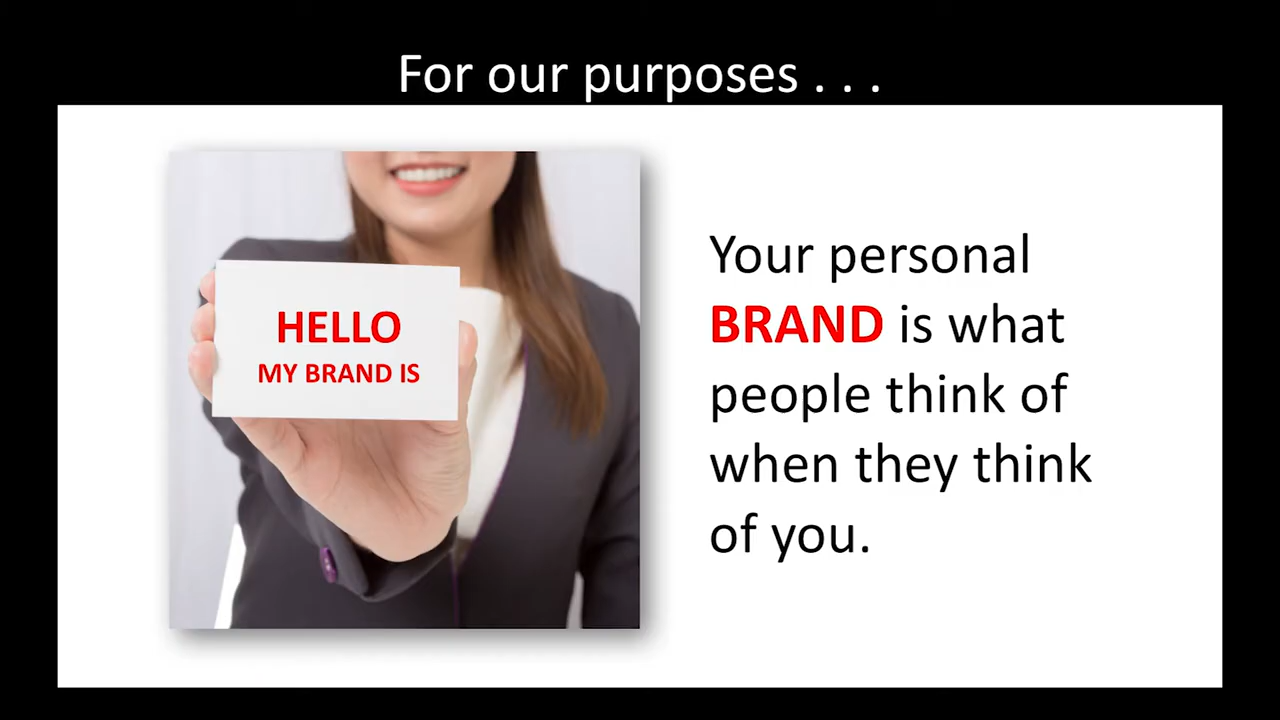 For our purposes . . .
HELLO
MY BRAND IS
Your personal
BRAND is what
people think of
when they think
of you.